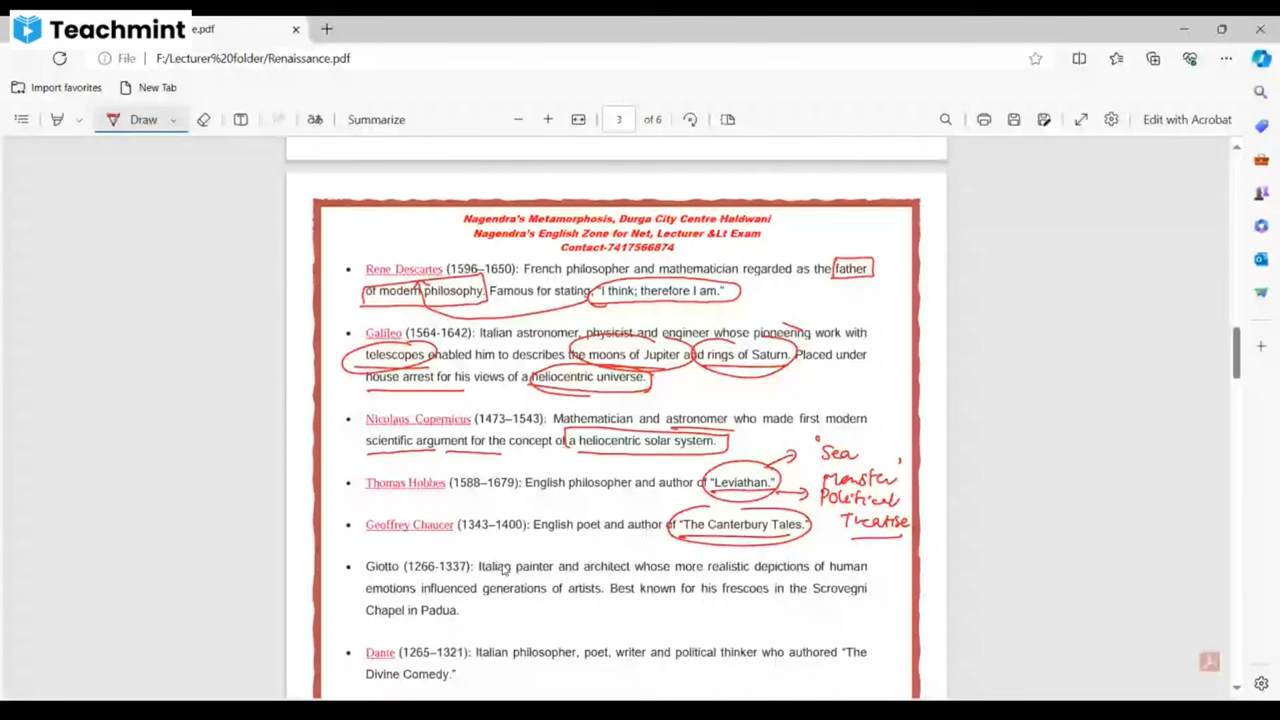 Teachmint
e.pdf
File F:/Lecturer%20folder/Renaissance.pdf
Import favorites New Tab
Draw aあ Summarize 3 of 6 Edit with Acrobat
Nagendra's Metamorphosis, Durga City Centre Haldwani
Nagendra's English Zone for Net, Lecturer &Lt Exam
Contact-7417566874
• Rene Descartes (1596–1650): French philosopher and mathematician regarded as the father
of modern philosophy. Famous for stating, "I think; therefore I am."
• Galileo (1564-1642): Italian astronomer, physicist and engineer whose pioneering work with
telescopes enabled him to describes the moons of Jupiter and rings of Saturn. Placed under
house arrest for his views of a heliocentric universe.
• Nicolaus Copernicus (1473–1543): Mathematician and astronomer who made first modern
scientific argument for the concept of a heliocentric solar system.
• Thomas Hobbes (1588–1679): English philosopher and author of "Leviathan."
Sea
monster
Political
Treatise
• Geoffrey Chaucer (1343–1400): English poet and author of "The Canterbury Tales."
• Giotto (1266-1337): Italian painter and architect whose more realistic depictions of human
emotions influenced generations of artists. Best known for his frescoes in the Scrovegni
Chapel in Padua.
• Dante (1265–1321): Italian philosopher, poet, writer and political thinker who authored "The
Divine Comedy."